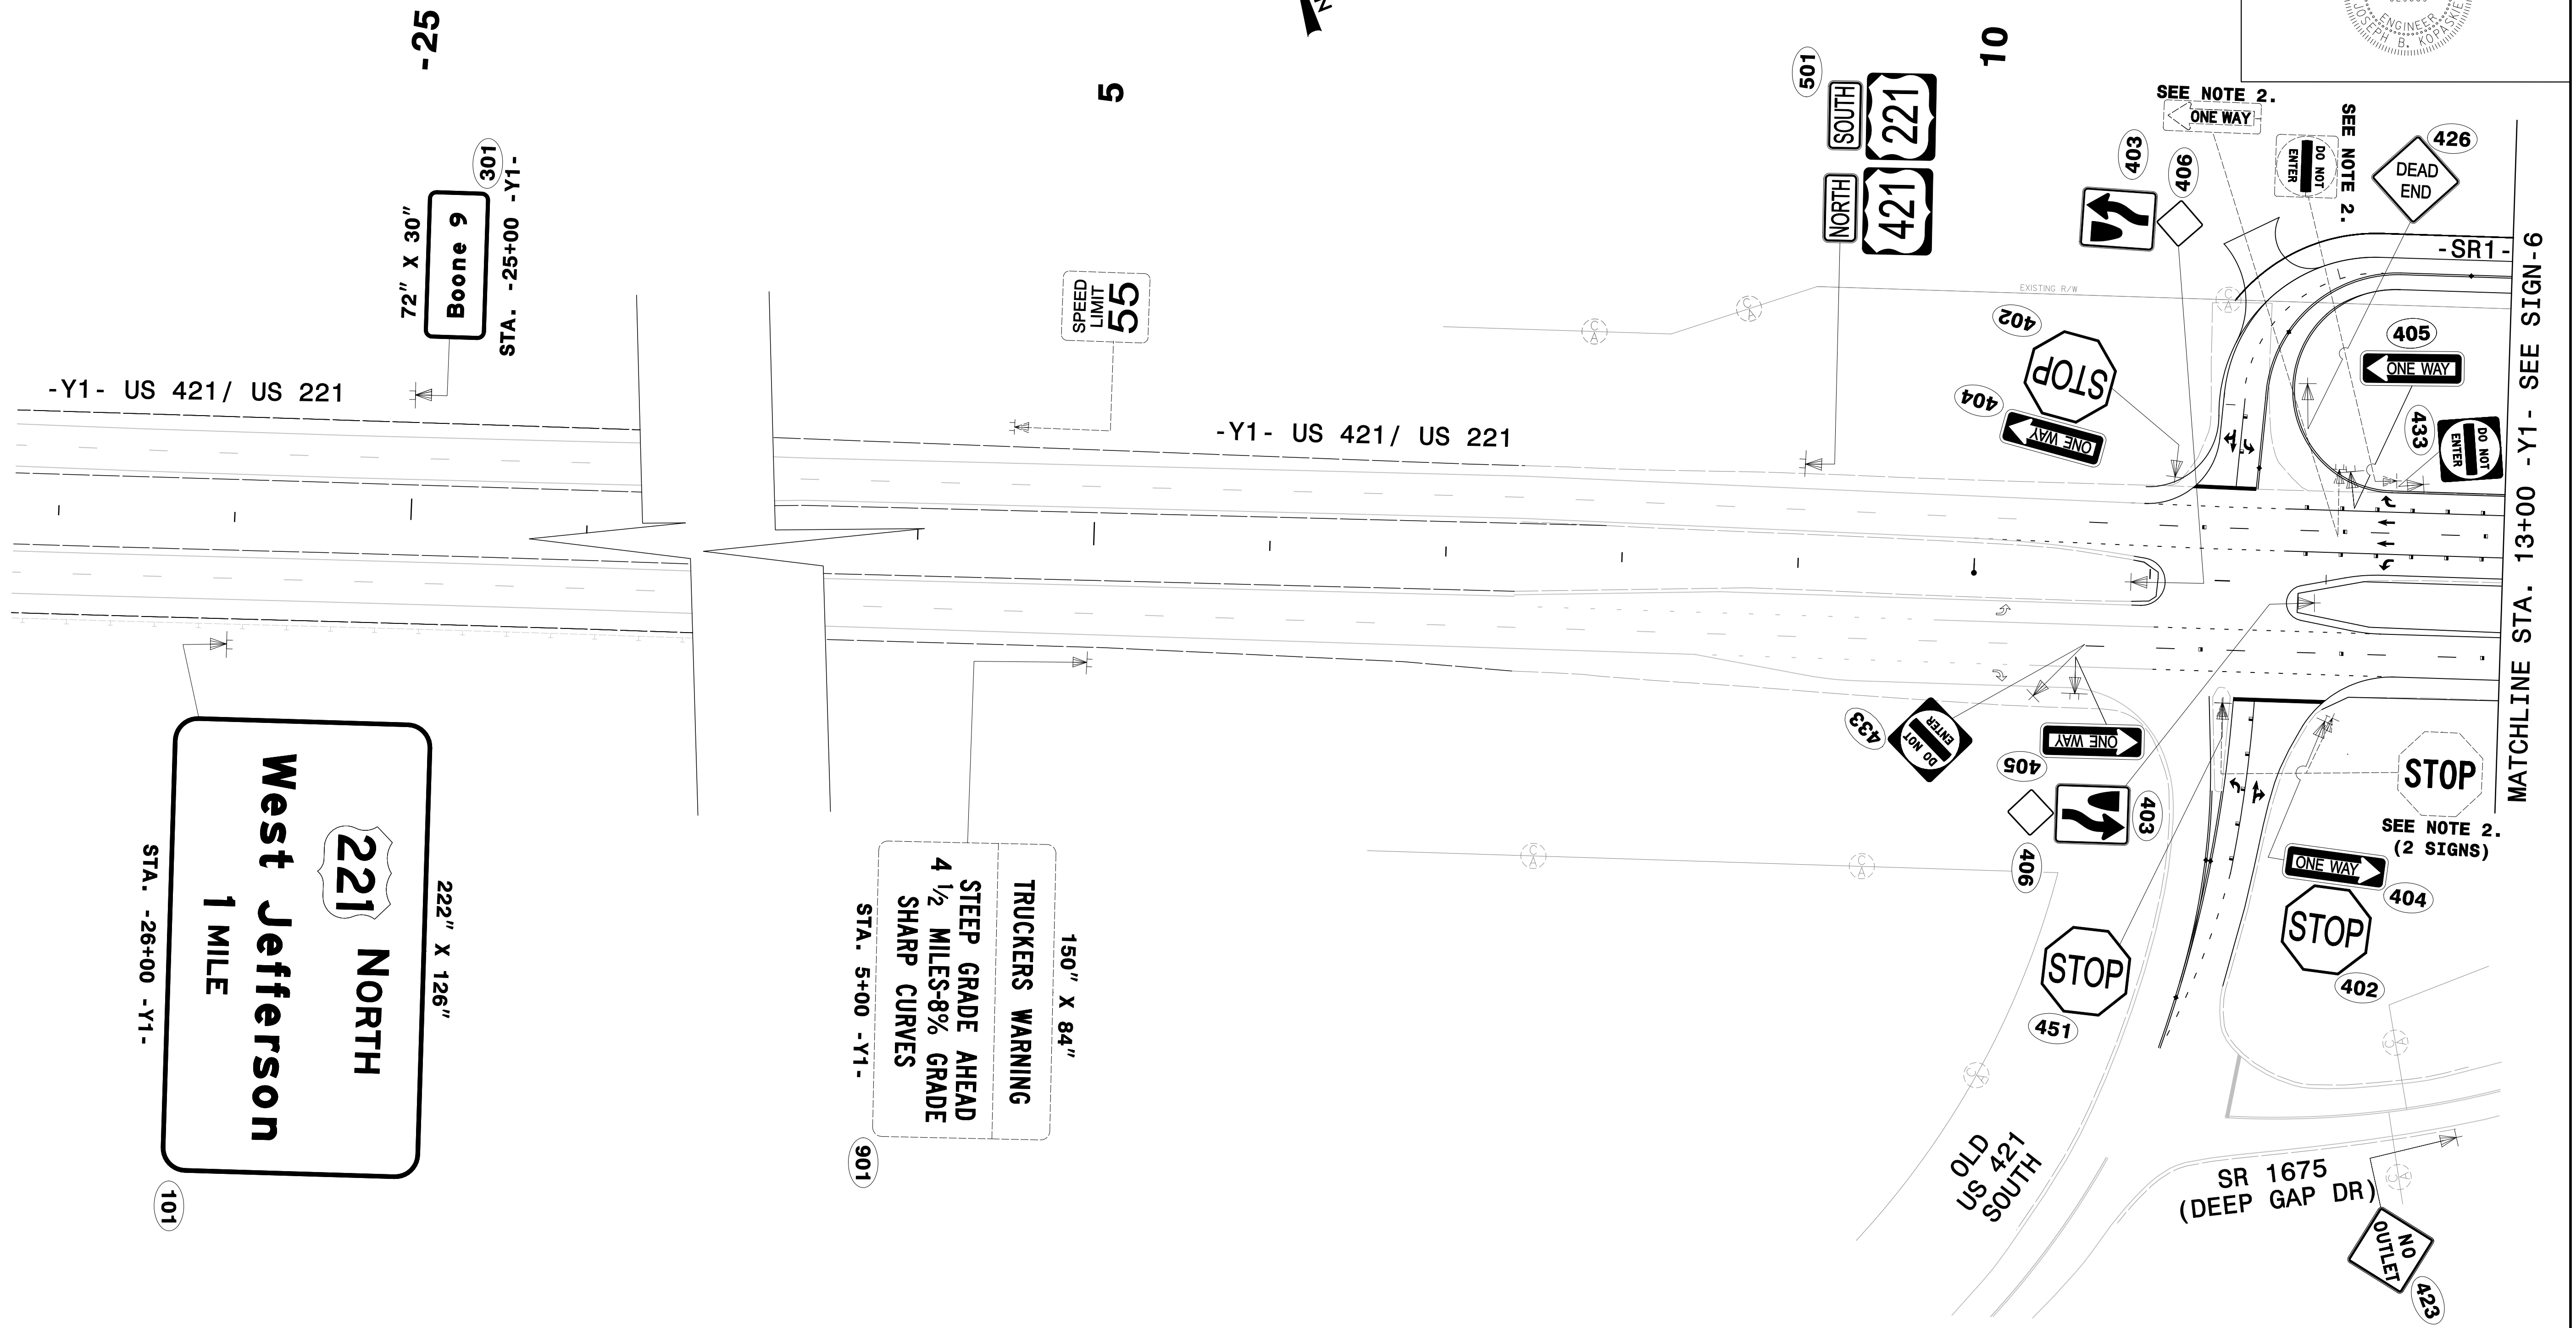 -25
5
10
N
ENGINEER
JOSEPH B. KOPASKIE
301
72" X 30"
Boone 9
STA. -25+00 -Y1-
-Y1- US 421/ US 221
SPEED
LIMIT
55
-Y1- US 421/ US 221
501
SOUTH
221
NORTH
421
403
406
SEE NOTE 2.
ONE WAY
DO NOT
ENTER
SEE NOTE 2.
426
DEAD
END
-SR1-
EXISTING R/W
C
A
C
A
C
A
402
STOP
404
ONE WAY
405
ONE WAY
433
DO NOT
ENTER
MATCHLINE STA. 13+00 -Y1- SEE SIGN-6
433
DO NOT
ENTER
ONE WAY
405
403
406
STOP
SEE NOTE 2.
(2 SIGNS)
ONE WAY
404
STOP
402
STOP
451
C
A
C
A
C
A
C
A
C
A
222" X 126"
221 NORTH
West Jefferson
1 MILE
STA. -26+00 -Y1-
101
150" X 84"
TRUCKERS WARNING
STEEP GRADE AHEAD
4 ½ MILES-8% GRADE
SHARP CURVES
STA. 5+00 -Y1-
901
OLD
US 421
SOUTH
SR 1675
(DEEP GAP DR)
NO
OUTLET
423